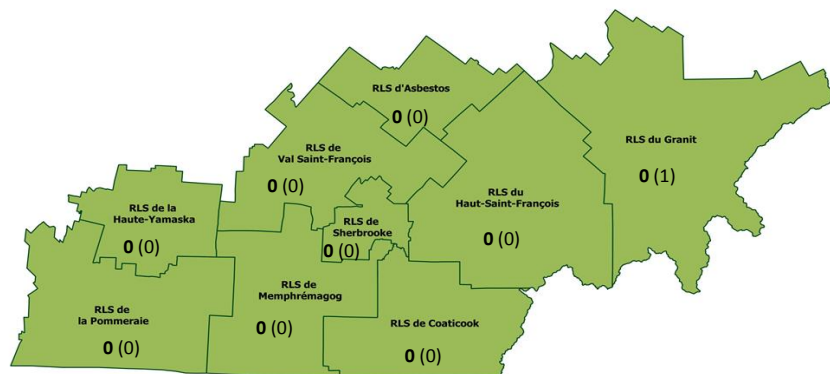 RLS d'Asbestos
0 (0)
RLS du Granit
0 (1)
RLS de
Val Saint-François
0 (0)
RLS du
Haut-Saint-François
0 (0)
RLS de la
Haute-Yamaska
0 (0)
RLS de
Sherbrooke
0 (0)
RLS de
Memphrémagog
0 (0)
RLS de
la Pommeraie
0 (0)
RLS de Coaticook
0 (0)